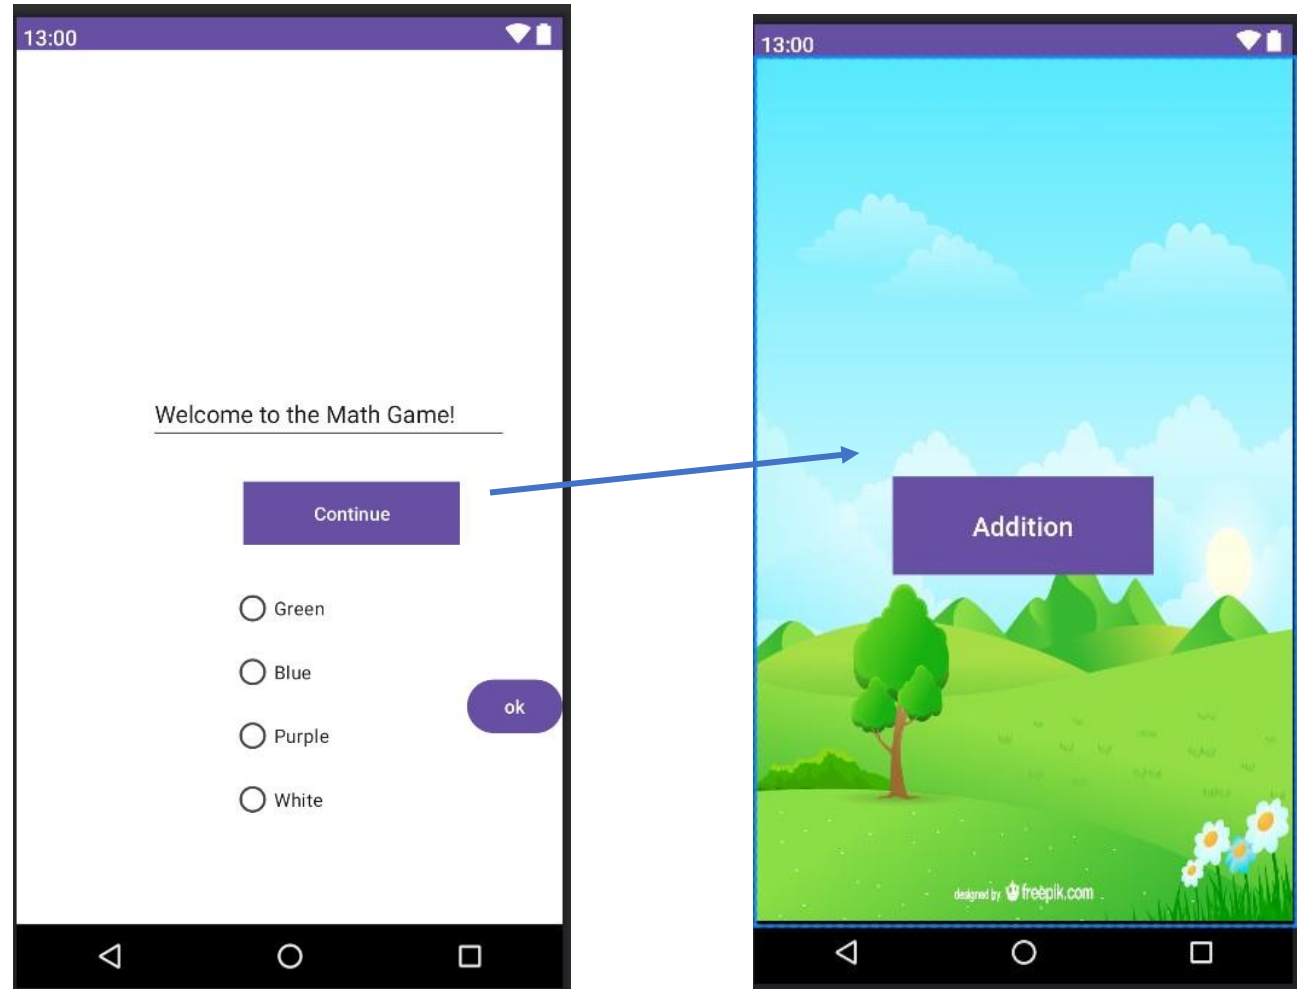 13:00
Welcome to the Math Game!
Continue
Green
Blue
ok
Purple
White
13:00
Addition
designed by freepik.com